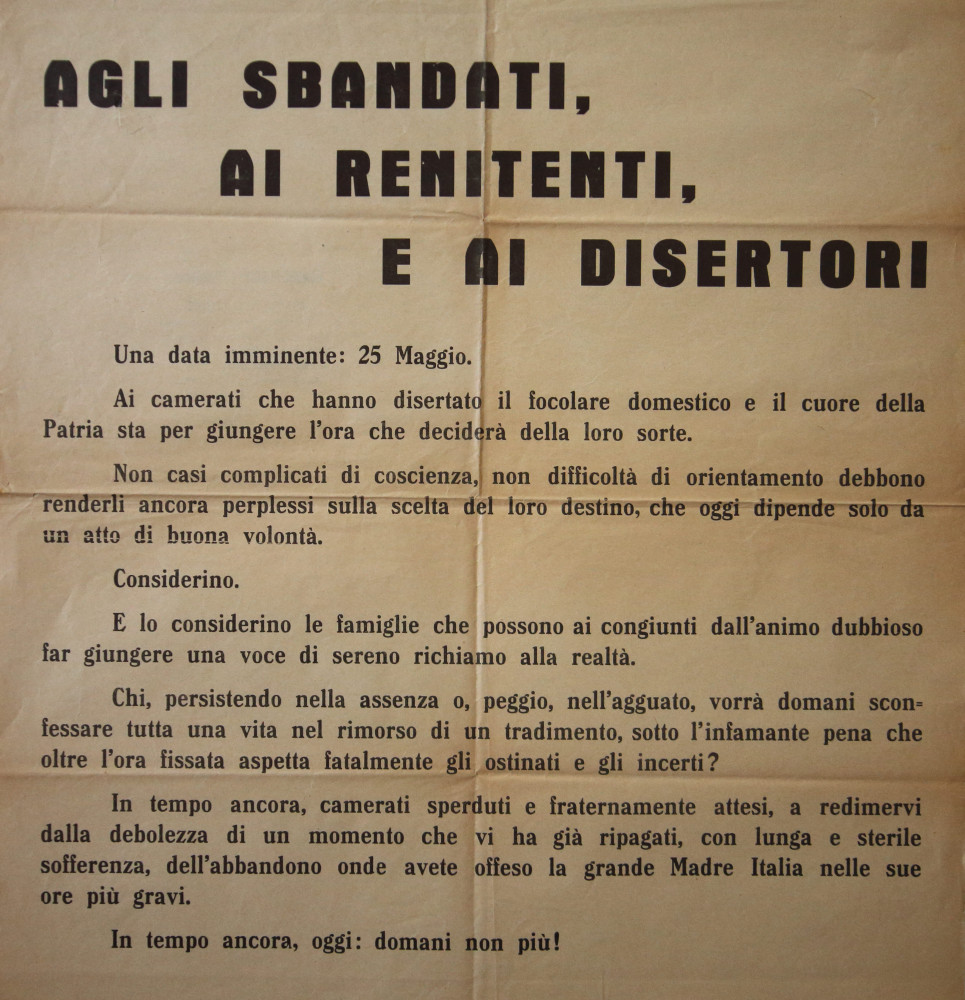 AGLI SBANDATI,
AI RENITENTI,
E AI DISERTORI
Una data imminente: 25 Maggio.
Ai camerati che hanno disertato il focolare domestico e il cuore della
Patria sta per giungere l'ora che deciderà della loro sorte.
Non casi complicati di coscienza, non difficoltà di orientamento debbono
renderli ancora perplessi sulla scelta del loro destino, che oggi dipende solo da
un atto di buona volontà.
Considerino.
E lo considerino le famiglie che possono ai congiunti dall'animo dubbioso
far giungere una voce di sereno richiamo alla realtà.
Chi, persistendo nella assenza o, peggio, nell'agguato, vorrà domani scon=
fessare tutta una vita nel rimorso di un tradimento, sotto l'infamante pena che
oltre l'ora fissata aspetta fatalmente gli ostinati e gli incerti?
In tempo ancora, camerati sperduti e fraternamente attesi, a redimervi
dalla debolezza di un momento che vi ha già ripagati, con lunga e sterile
sofferenza, dell'abbandono onde avete offeso la grande Madre Italia nelle sue
ore più gravi.
In tempo ancora, oggi: domani non più!